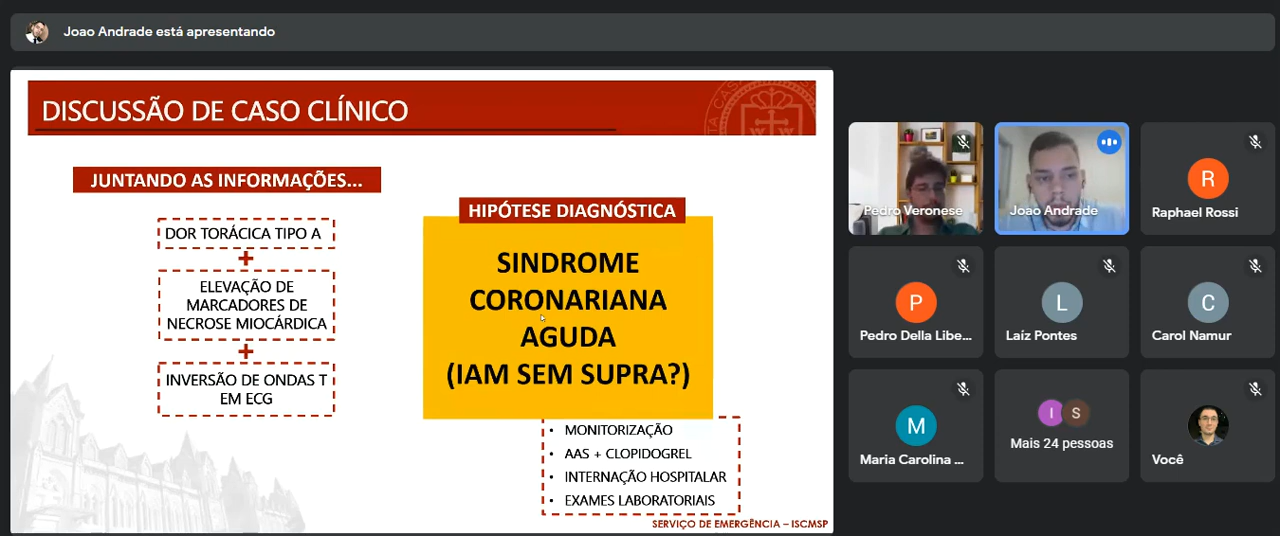 Joao Andrade está apresentando
DISCUSSÃO DE CASO CLÍNICO
JUNTANDO AS INFORMAÇÕES...
DOR TORÁCICA TIPO A
+
ELEVAÇÃO DE
MARCADORES DE
NECROSE MIOCÁRDICA
+
INVERSÃO DE ONDAS T
EM ECG
HIPÓTESE DIAGNÓSTICA
SINDROME
CORONARIANA
AGUDA
(IAM SEM SUPRA?)
• MONITORIZAÇÃO
• AAS + CLOPIDOGREL
• INTERNAÇÃO HOSPITALAR
• EXAMES LABORATORIAIS
SERVIÇO DE EMERGÊNCIA – ISCMSP
Pedro Veronese
Joao Andrade
R
Raphael Rossi
P
Pedro Della Libe...
L
Laíz Pontes
C
Carol Namur
M
Maria Carolina ...
I S
Mais 24 pessoas
Você